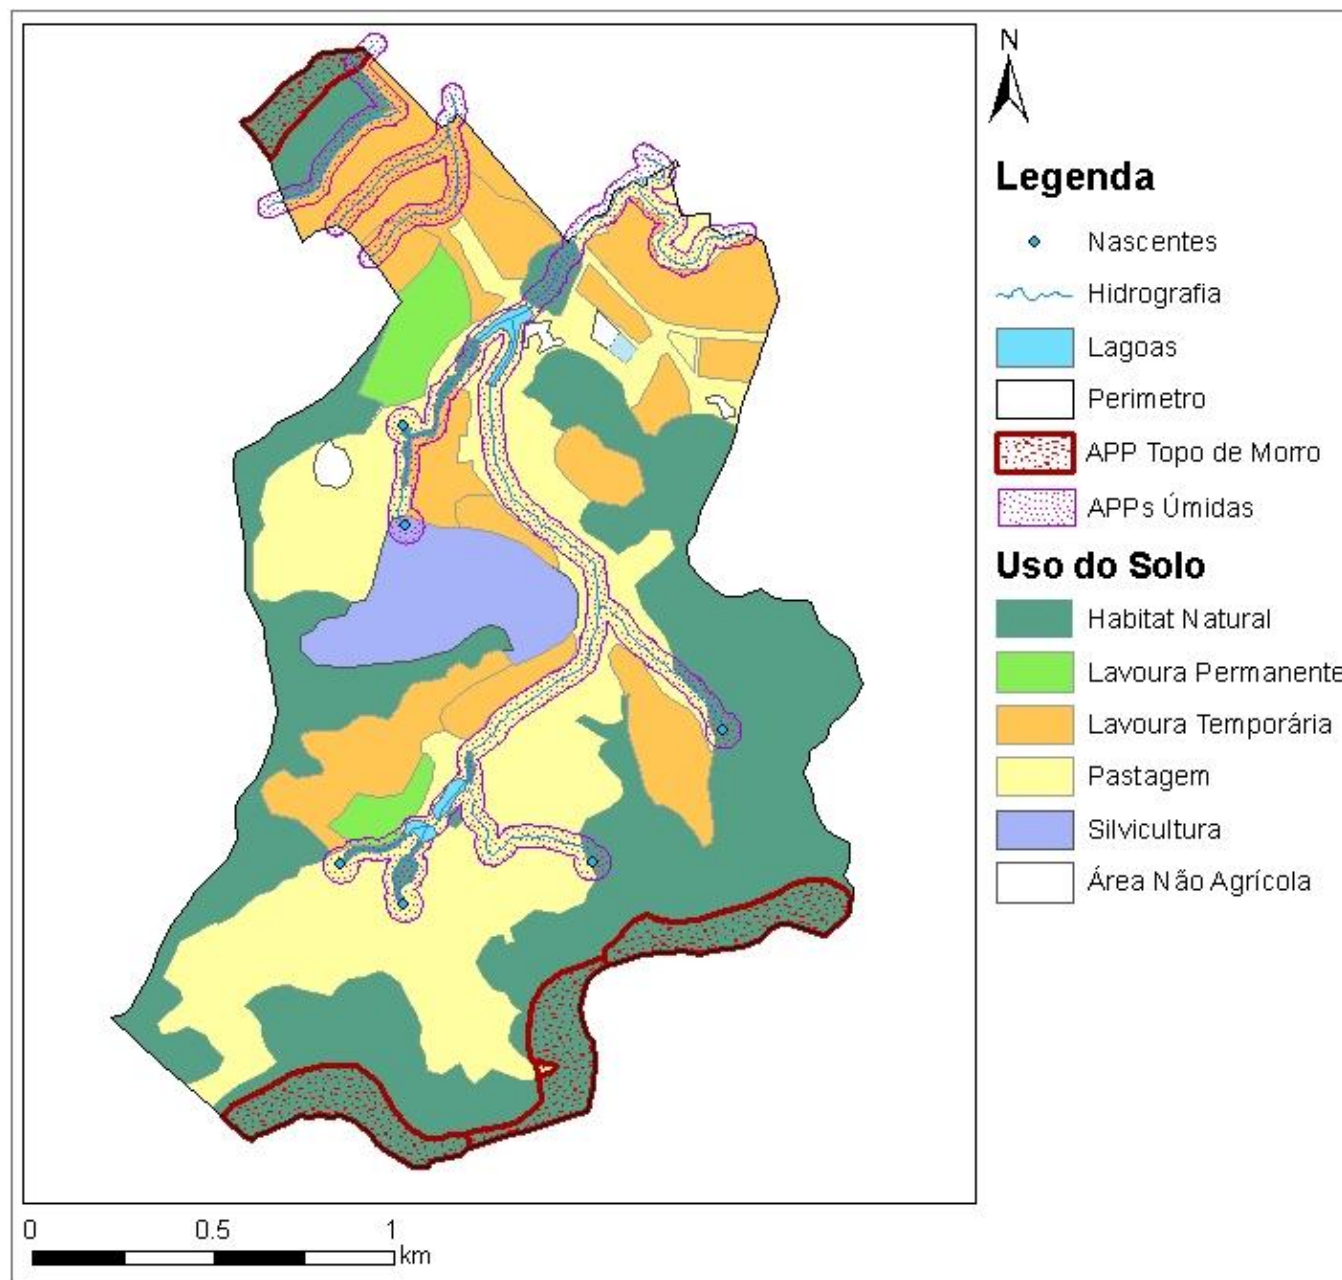 N
Legenda
Nascentes
Hidrografia
Lagoas
Perimetro
APP Topo de Morro
APPs Úmidas
Uso do Solo
Habitat Natural
Lavoura Permanente
Lavoura Temporária
Pastagem
Silvicultura
Área Não Agrícola
0 0.5 1
km